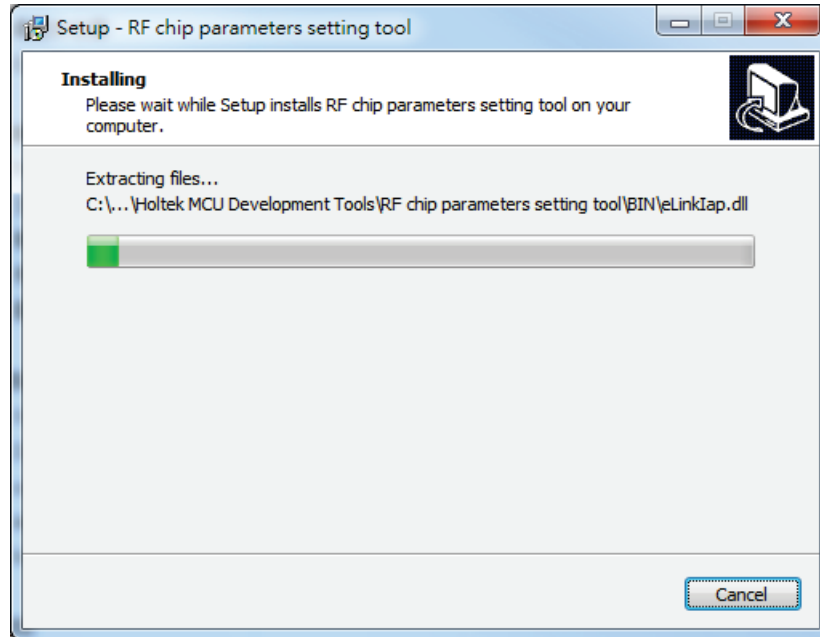 Setup - RF chip parameters setting tool
Installing
Please wait while Setup installs RF chip parameters setting tool on your
computer.
Extracting files...
C:\...\Holtek MCU Development Tools\RF chip parameters setting tool\BIN\eLinkIap.dll
Cancel